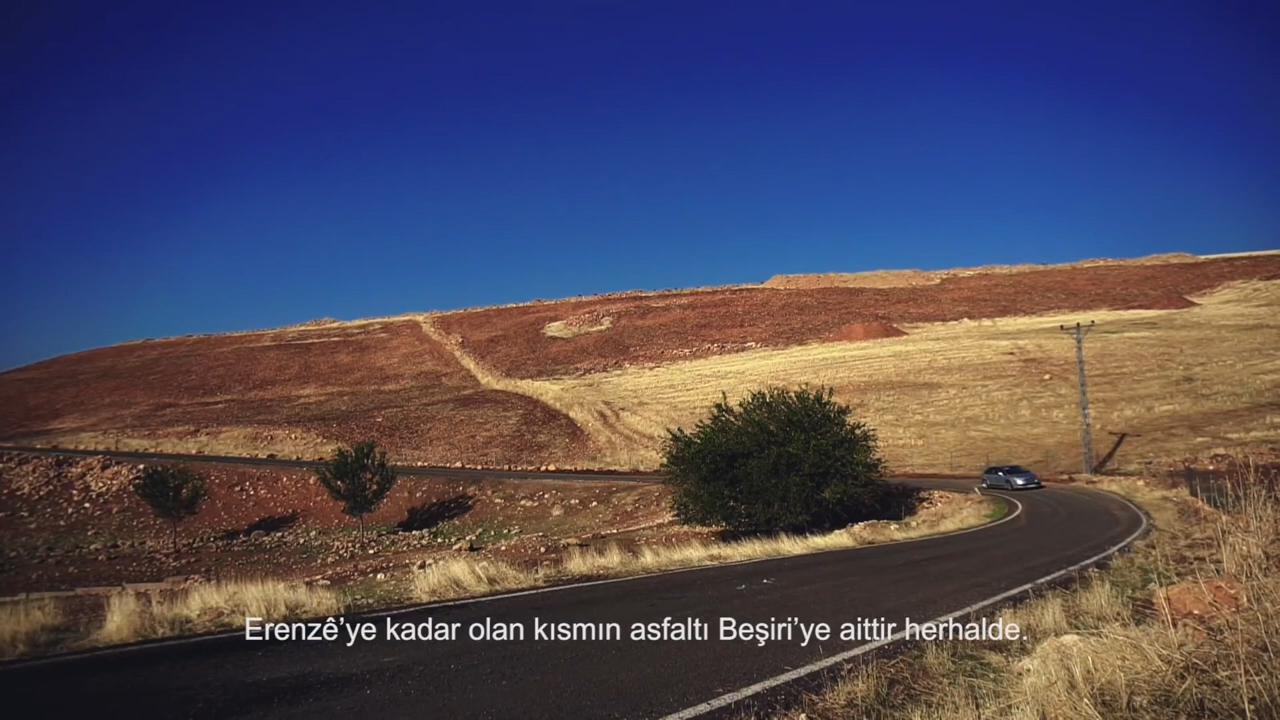 Erenzê’ye kadar olan kısmın asfaltı Beşiri’ye aittir herhalde.